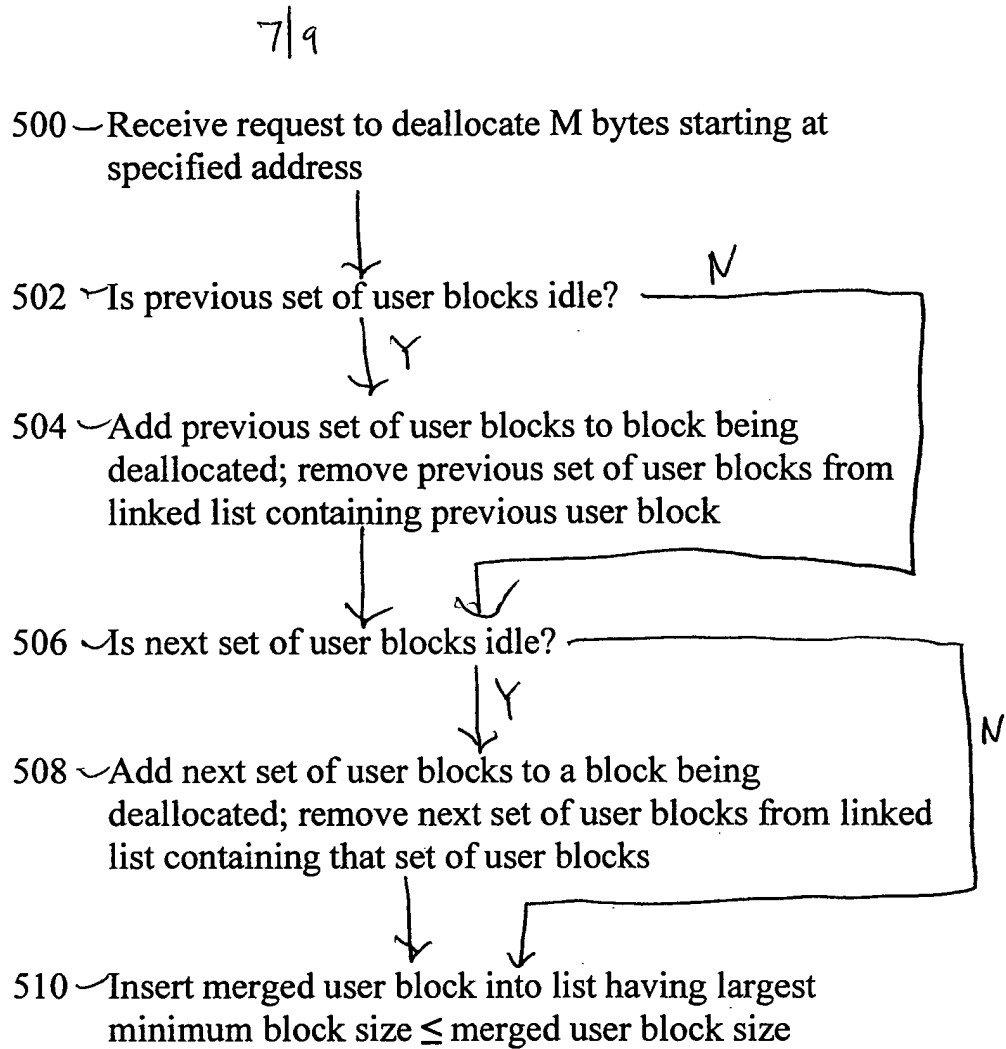 7/9
500 Receive request to deallocate M bytes starting at
specified address
502 Is previous set of user blocks idle? N
Y
504 Add previous set of user blocks to block being
deallocated; remove previous set of user blocks from
linked list containing previous user block
506 Is next set of user blocks idle?
Y
N
508 Add next set of user blocks to a block being
deallocated; remove next set of user blocks from linked
list containing that set of user blocks
510 Insert merged user block into list having largest
minimum block size ≤ merged user block size